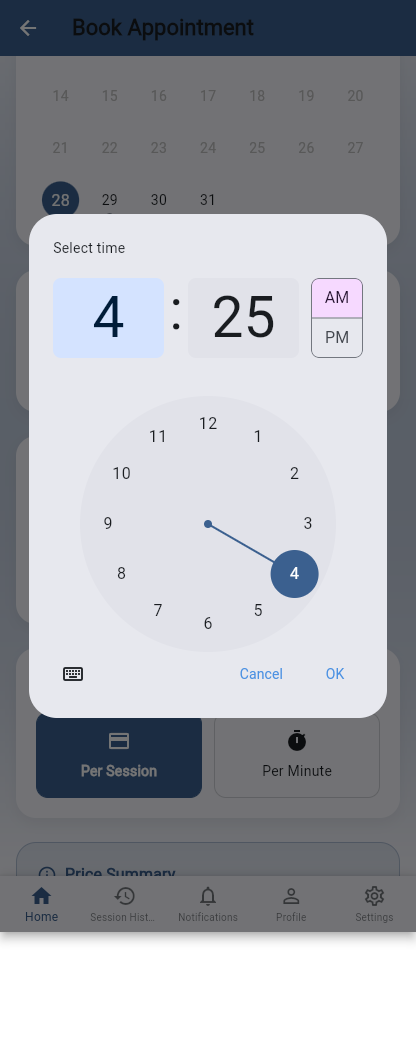 Book Appointment
14 15 16 17 18 19 20
21 22 23 24 25 26 27
28 29 30 31
Select time
4 : 25
AM
PM
12
11 1
10 2
9 3
8 4
7 5
6
Cancel OK
Per Session Per Minute
Price Summary
Home Session Hist... Notifications Profile Settings